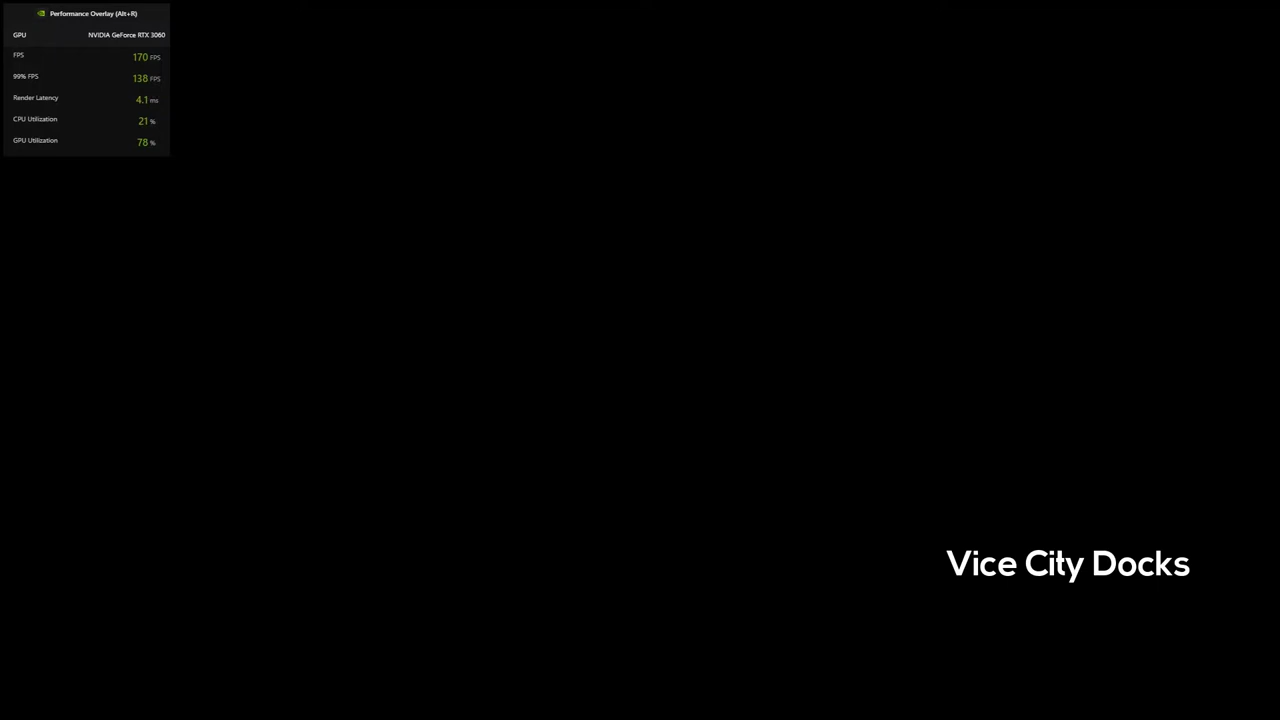 Performance Overlay (Alt+R)
GPU NVIDIA GeForce RTX 3060
FPS 170 FPS
99% FPS 138 FPS
Render Latency 4.1 ms
CPU Utilization 21 %
GPU Utilization 78 %
Vice City Docks